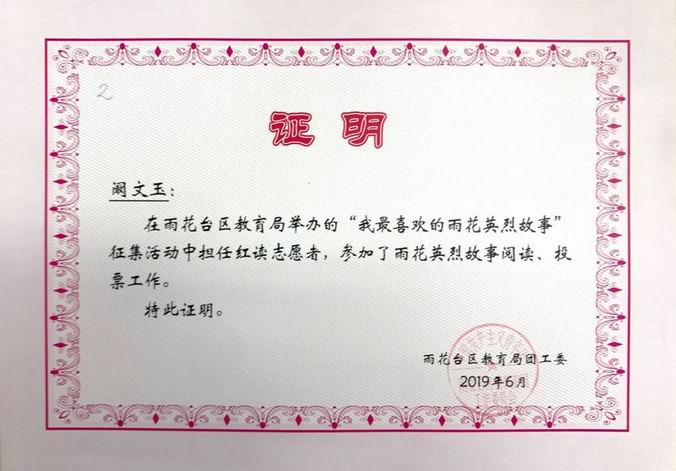 2
证明
阚文玉：
在雨花台区教育局举办的“我最喜欢的雨花英烈故事”
征集活动中担任红读志愿者，参加了雨花英烈故事阅读、投
票工作。
特此证明。
雨花台区教育局团工委
2019年6月